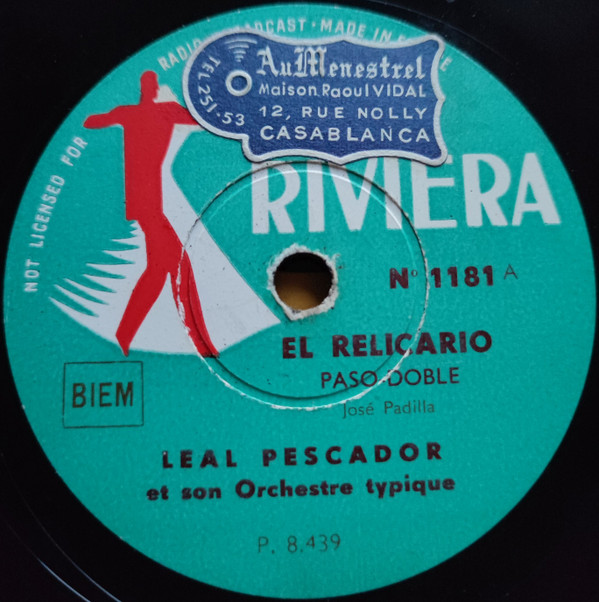 NOT LICENSED FOR RADIO BROADCAST • MADE IN
TEL 251.53
Au Menestrel
Maison Raoul VIDAL
12, RUE NOLLY
CASABLANCA
RIVIERA
N° 1181 A
EL RELICARIO
PASO-DOBLE
José Padilla
BIEM
LEAL PESCADOR
et son Orchestre typique
P. 8.439